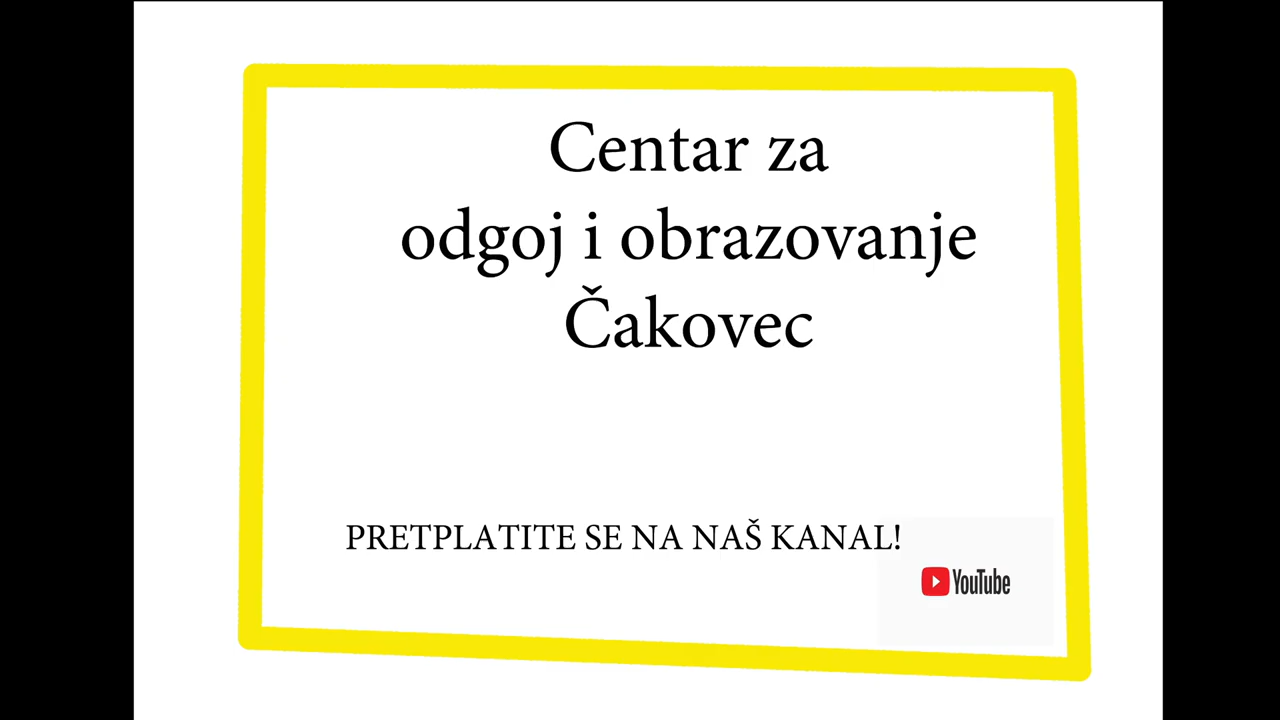 Centar za
odgoj i obrazovanje
Čakovec
PRETPLATITE SE NA NAŠ KANAL!
YouTube